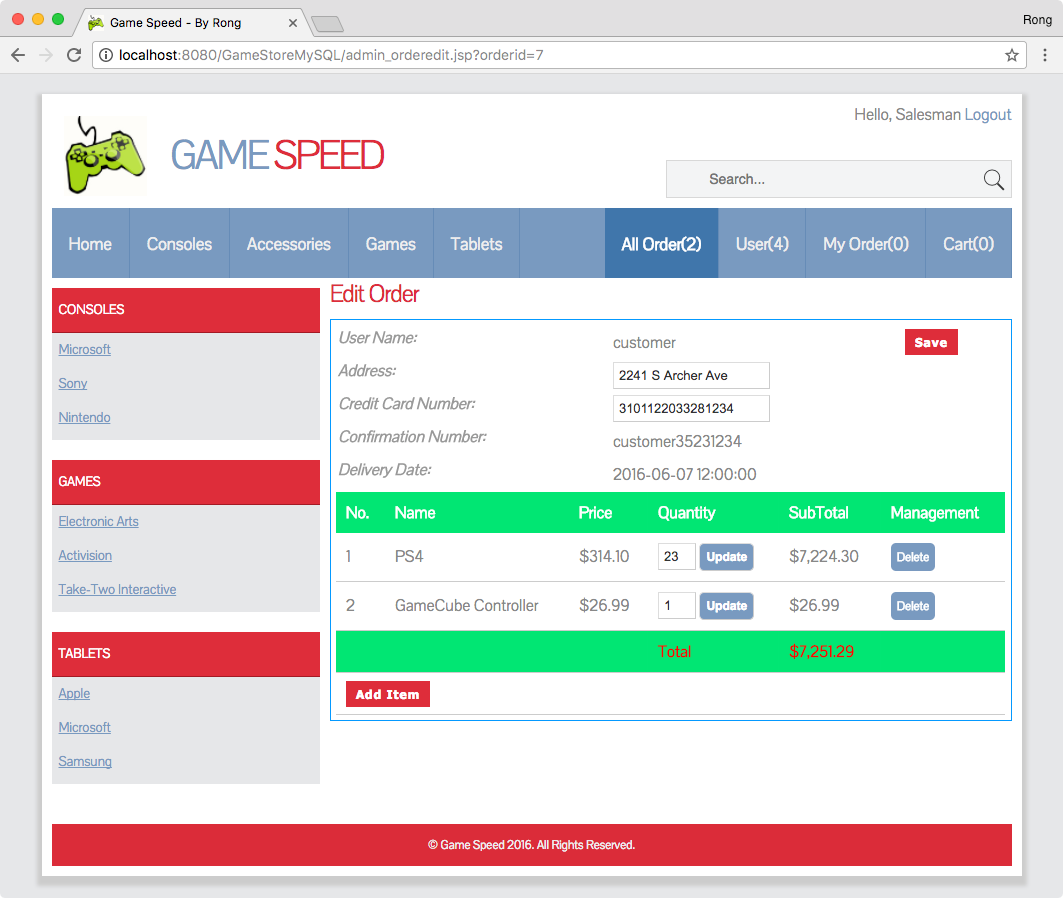 Game Speed - By Rong
Rong
localhost:8080/GameStoreMySQL/admin_orderedit.jsp?orderid=7
Hello, Salesman Logout
GAME SPEED
Search...
Home Consoles Accessories Games Tablets All Order(2) User(4) My Order(0) Cart(0)
CONSOLES
Microsoft
Sony
Nintendo
GAMES
Electronic Arts
Activision
Take-Two Interactive
TABLETS
Apple
Microsoft
Samsung
Edit Order
User Name: customer Save
Address: 2241 S Archer Ave
Credit Card Number: 3101122033281234
Confirmation Number: customer35231234
Delivery Date: 2016-06-07 12:00:00
No. Name Price Quantity SubTotal Management
1 PS4 $314.10 23 Update $7,224.30 Delete
2 GameCube Controller $26.99 1 Update $26.99 Delete
Total $7,251.29
Add Item
© Game Speed 2016. All Rights Reserved.